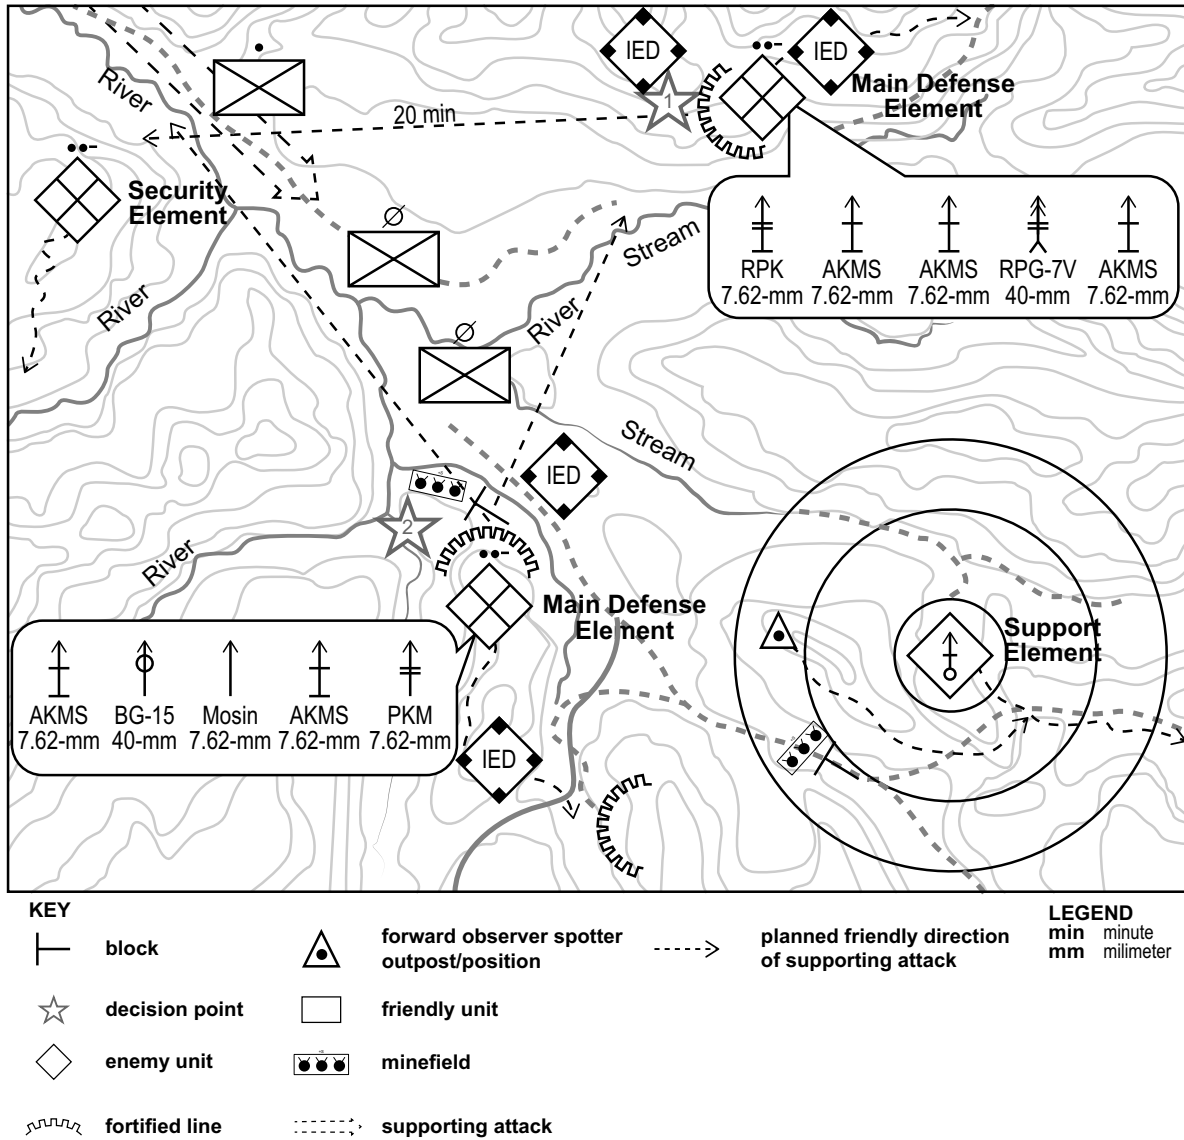 IED
IED
Main Defense
Element
1
20 min
River
Security
Element
River
River
Stream
RPK
7.62-mm
AKMS
7.62-mm
AKMS
7.62-mm
RPG-7V
40-mm
AKMS
7.62-mm
Stream
IED
2
River
Main Defense
Element
Support
Element
AKMS
7.62-mm
BG-15
40-mm
Mosin
7.62-mm
AKMS
7.62-mm
PKM
7.62-mm
IED
KEY
block
decision point
enemy unit
fortified line
forward observer spotter
outpost/position
friendly unit
minefield
supporting attack
planned friendly direction
of supporting attack
LEGEND
min minute
mm milimeter